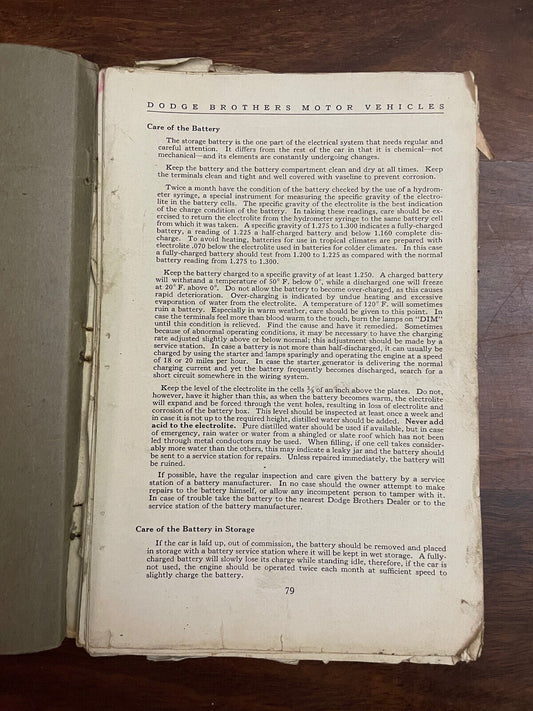 DODGE BROTHERS MOTOR VEHICLES
Care of the Battery
The storage battery is the one part of the electrical system that needs regular and
careful attention. It differs from the rest of the car in that it is chemical—not
mechanical—and its elements are constantly undergoing changes.
Keep the battery and the battery compartment clean and dry at all times. Keep
the terminals clean and tight and well covered with vaseline to prevent corrosion.
Twice a month have the condition of the battery checked by the use of a hydrom-
eter syringe, a special instrument for measuring the specific gravity of the electro-
lite in the battery cells. The specific gravity of the electrolite is the best indication
of the charge condition of the battery. In taking these readings, care should be ex-
ercised to return the electrolite from the hydrometer syringe to the same battery cell
from which it was taken. A specific gravity of 1.275 to 1.300 indicates a fully-charged
battery, a reading of 1.225 a half-charged battery and below 1.160 complete dis-
charge. To avoid heating, batteries for use in tropical climates are prepared with
electrolite .070 below the electrolite used in batteries for colder climates. In this case
a fully-charged battery should test from 1.200 to 1.225 as compared with the normal
battery reading from 1.275 to 1.300.
Keep the battery charged to a specific gravity of at least 1.250. A charged battery
will withstand a temperature of 50° F. below 0°, while a discharged one will freeze
at 20° F. above 0°. Do not allow the battery to become over-charged, as this causes
rapid deterioration. Over-charging is indicated by undue heating and excessive
evaporation of water from the electrolite. A temperature of 120° F. will sometimes
ruin a battery. Especially in warm weather, care should be given to this point. In
case the terminals feel more than blood warm to the touch, burn the lamps on "DIM"
until this condition is relieved. Find the cause and have it remedied. Sometimes
because of abnormal operating conditions, it may be necessary to have the charging
rate adjusted slightly above or below normal; this adjustment should be made by a
service station. In case a battery is not more than half-discharged, it can usually be
charged by using the starter and lamps sparingly and operating the engine at a speed
of 18 or 20 miles per hour. In case the starter generator is delivering the normal
charging current and yet the battery frequently becomes discharged, search for a
short circuit somewhere in the wiring system.
Keep the level of the electrolite in the cells of an inch above the plates. Do not,
however, have it higher than this, as when the battery becomes warm, the electrolite
will expand and be forced through the vent holes, resulting in loss of electrolite and
corrosion of the battery box. This level should be inspected at least once a week and
in case it is not up to the required height, distilled water should be added. Never add
acid to the electrolite. Pure distilled water should be used if available, but in case
of emergency, rain water or water from a shingled or slate roof which has not been
led through metal conductors may be used. When filling, if one cell takes consider-
ably more water than the others, this may indicate a leaky jar and the battery should
be sent to a service station for repairs. Unless repaired immediately, the battery will
be ruined.
If possible, have the regular inspection and care given the battery by a service
station of a battery manufacturer. In no case should the owner attempt to make
repairs to the battery himself, or allow any incompetent person to tamper with it.
In case of trouble take the battery to the nearest Dodge Brothers Dealer or to the
service station of the battery manufacturer.
Care of the Battery in Storage
If the car is laid up, out of commission, the battery should be removed and placed
in storage with a battery service station where it will be kept in wet storage. A fully-
charged battery will slowly lose its charge while standing idle, therefore, if the car is
not used, the engine should be operated twice each month at sufficient speed to
slightly charge the battery.
79